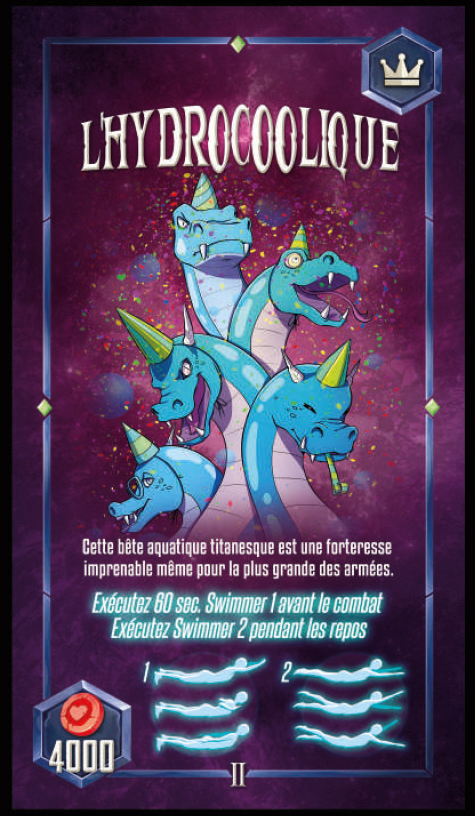 L'HYDROCOOLIQUE
Cette bête aquatique titanesque est une forteresse
imprenable même pour la plus grande des armées.
Exécutez 60 sec. Swimmer 1 avant le combat
Exécutez Swimmer 2 pendant les repos
1 2
4000
II